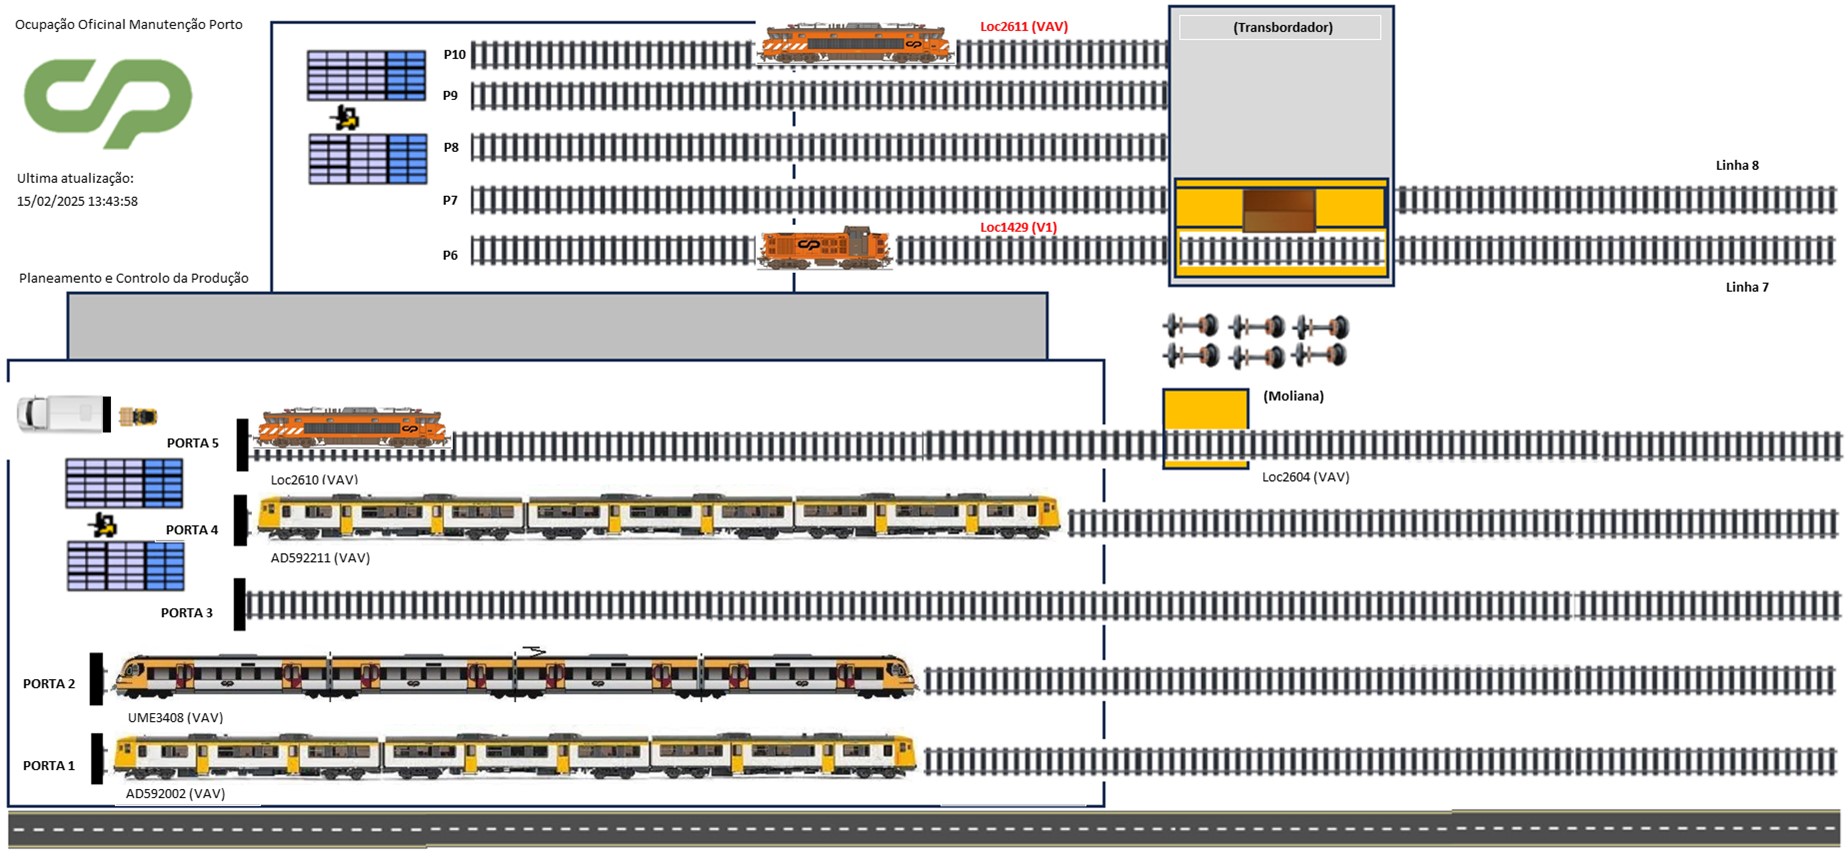 Ocupação Oficinal Manutenção Porto
Ultima atualização:
15/02/2025 13:43:58
Planeamento e Controlo da Produção
P10
Loc2611 (VAV)
(Transbordador)
P9
P8
P7
Linha 8
P6
Loc1429 (V1)
Linha 7
(Moliana)
PORTA 5
Loc2610 (VAV)
Loc2604 (VAV)
PORTA 4
AD592211 (VAV)
PORTA 3
PORTA 2
UME3408 (VAV)
PORTA 1
AD592002 (VAV)